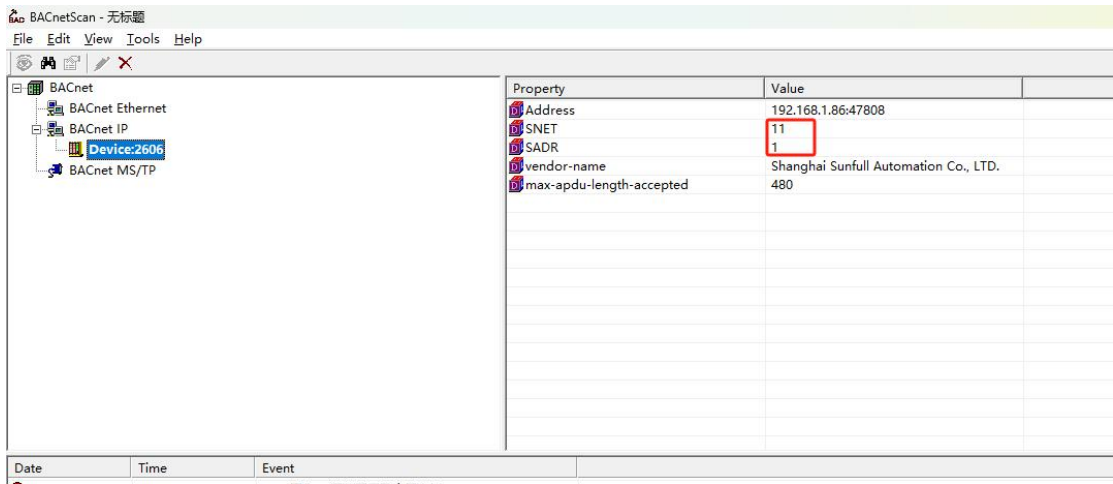 BACnetScan - 无标题
File Edit View Tools Help
BACnet
BACnet Ethernet
BACnet IP
Device:2606
BACnet MS/TP
Property Value
Address 192.168.1.86:47808
SNET 11
SADR 1
vendor-name Shanghai Sunfull Automation Co., LTD.
max-apdu-length-accepted 480
Date Time Event